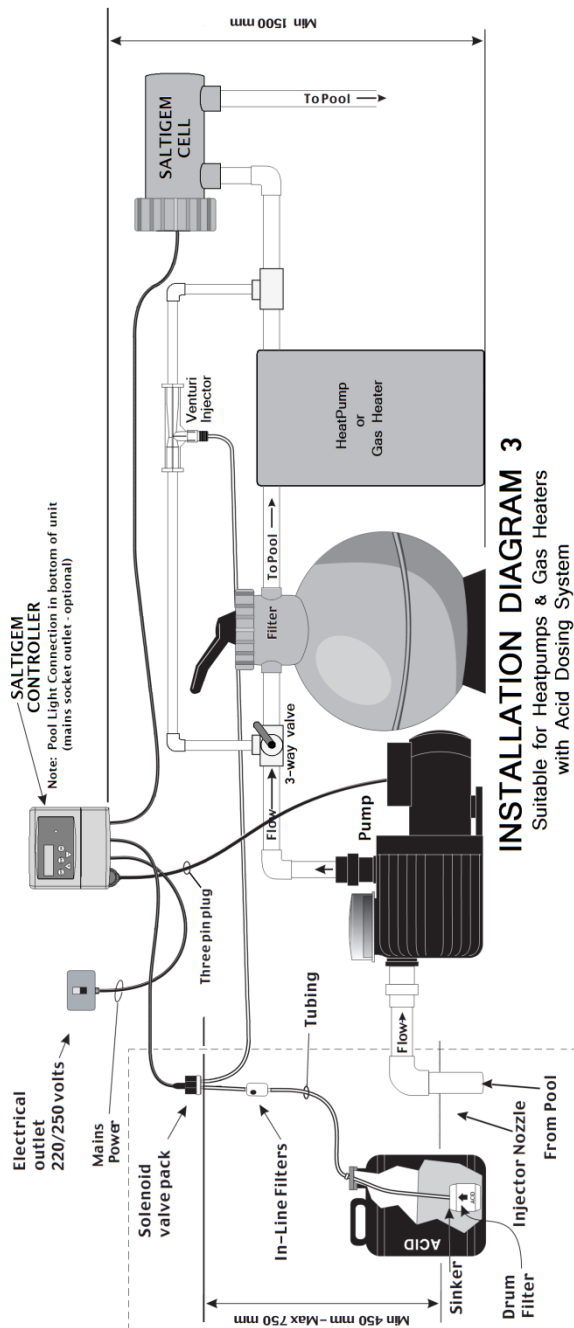 Electrical
outlet
220/250 volts
Mains
Power
SALTIGEM
CONTROLLER
Note: Pool Light Connection in bottom of unit
(mains socket outlet - optional)
Min 1500 mm
SALTIGEM
CELL
To Pool
Venturi
Injector
Three pin plug
Solenoid
valve pack
In-Line Filters
Tubing
3-way valve
Flow
Filter
To Pool
HeatPump
or
Gas Heater
Pump
Flow
From Pool
Injector Nozzle
Min 450 mm - Max 750 mm
ACID
ACID
Sinker
Drum
Filter
INSTALLATION DIAGRAM 3
Suitable for Heatpumps & Gas Heaters
with Acid Dosing System